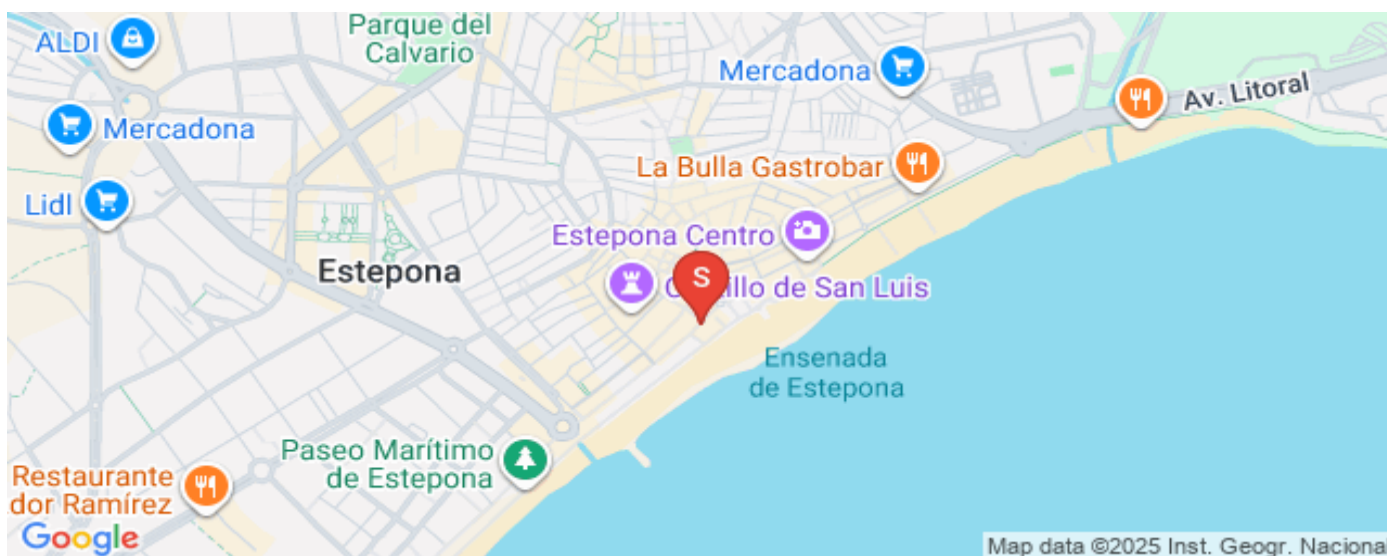 Parque del
Calvario
ALDI
Mercadona
Av. Litoral
Mercadona
La Bulla Gastrobar
Lidl
Estepona Centro
Estepona
S
illo de San Luis
Ensenada
de Estepona
Paseo Marítimo
de Estepona
Restaurante
dor Ramírez
Google
Map data ©2025 Inst. Geogr. Naciona